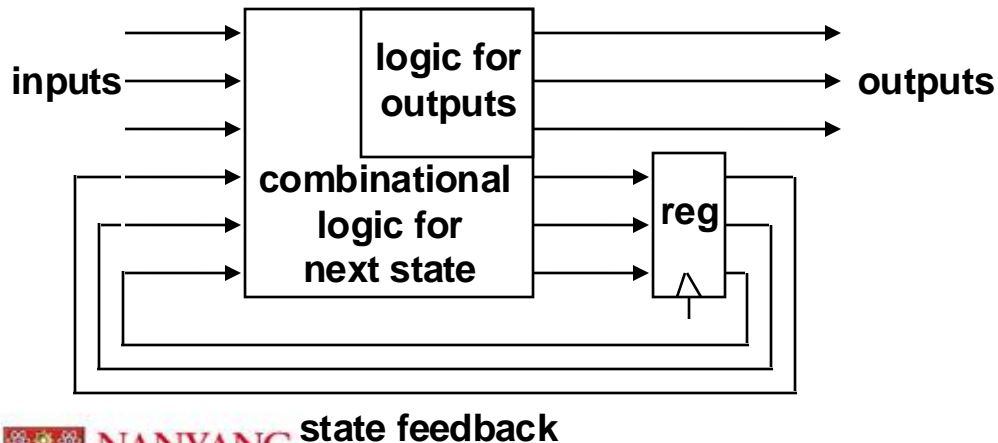 inputs
logic for
outputs
outputs
combinational
logic for
next state
reg
state feedback
NANYANG